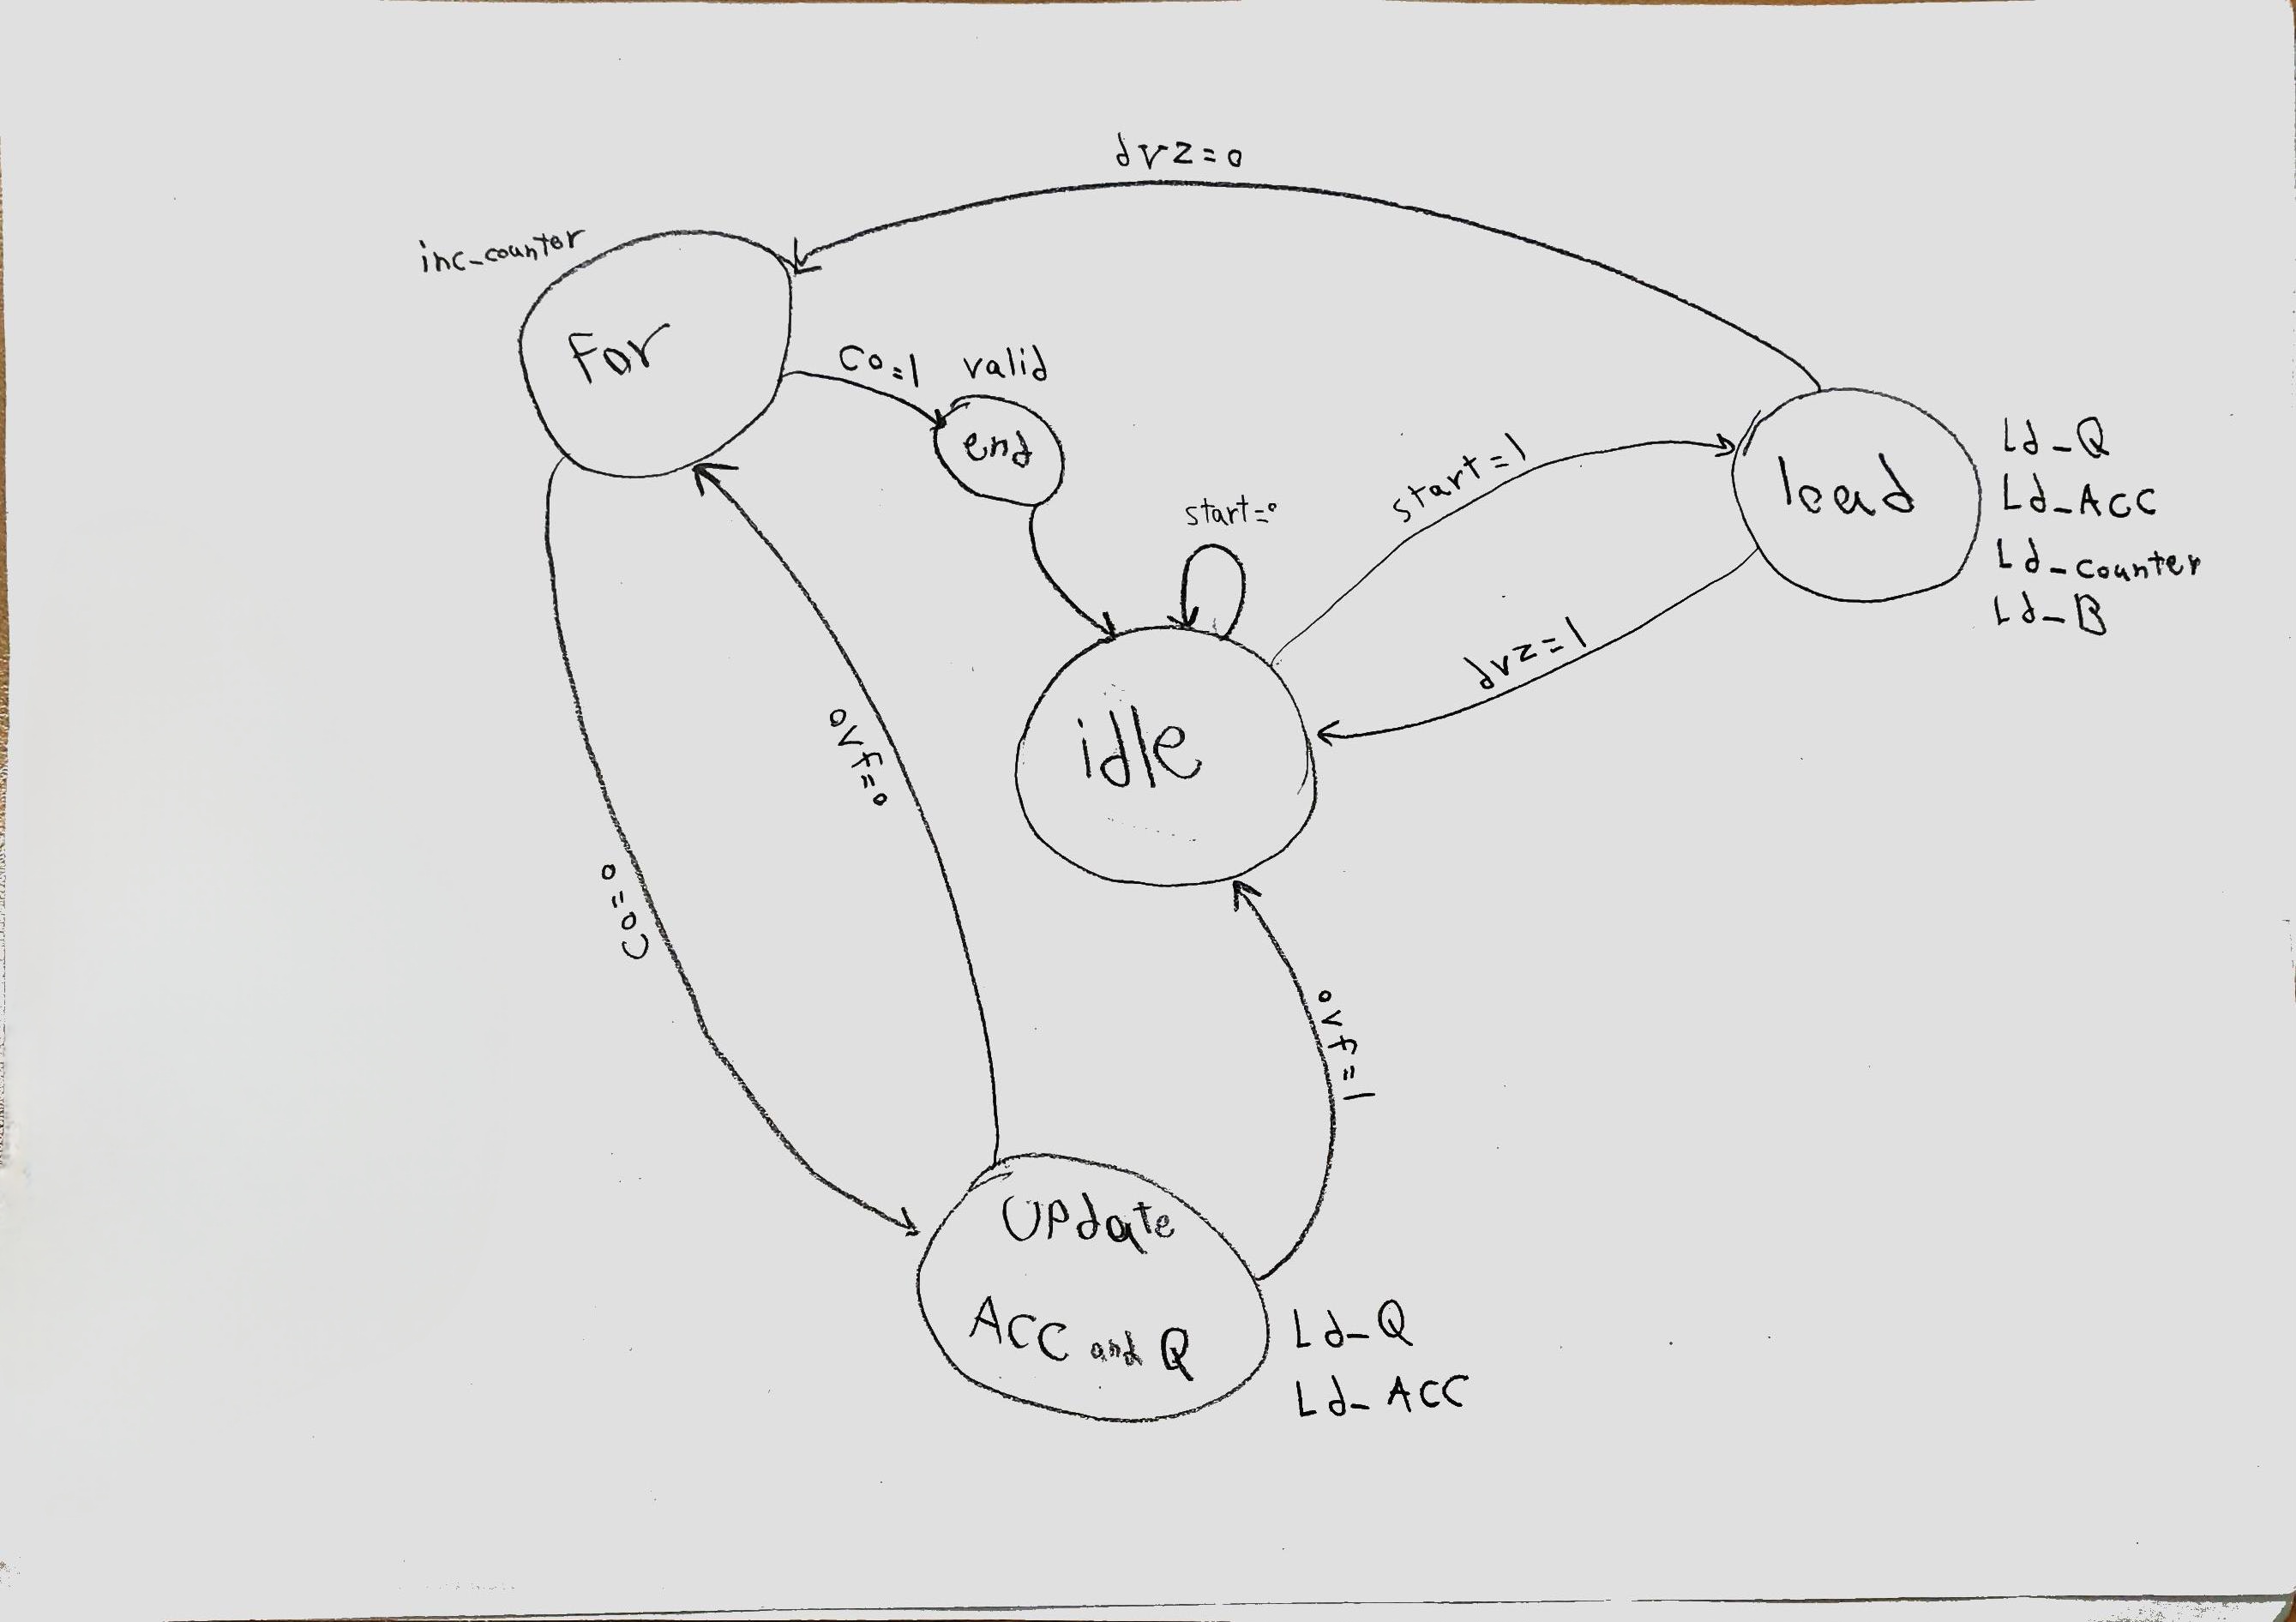 dvz=0
inc_counter
For
Co=1
valid
end
start=0
start=1
load
Ld_Q
Ld_ACC
Ld_counter
Ld_B
dvz=1
idle
ovf=0
Co=0
ovf=1
Update
ACC and Q
Ld_Q
Ld_ACC